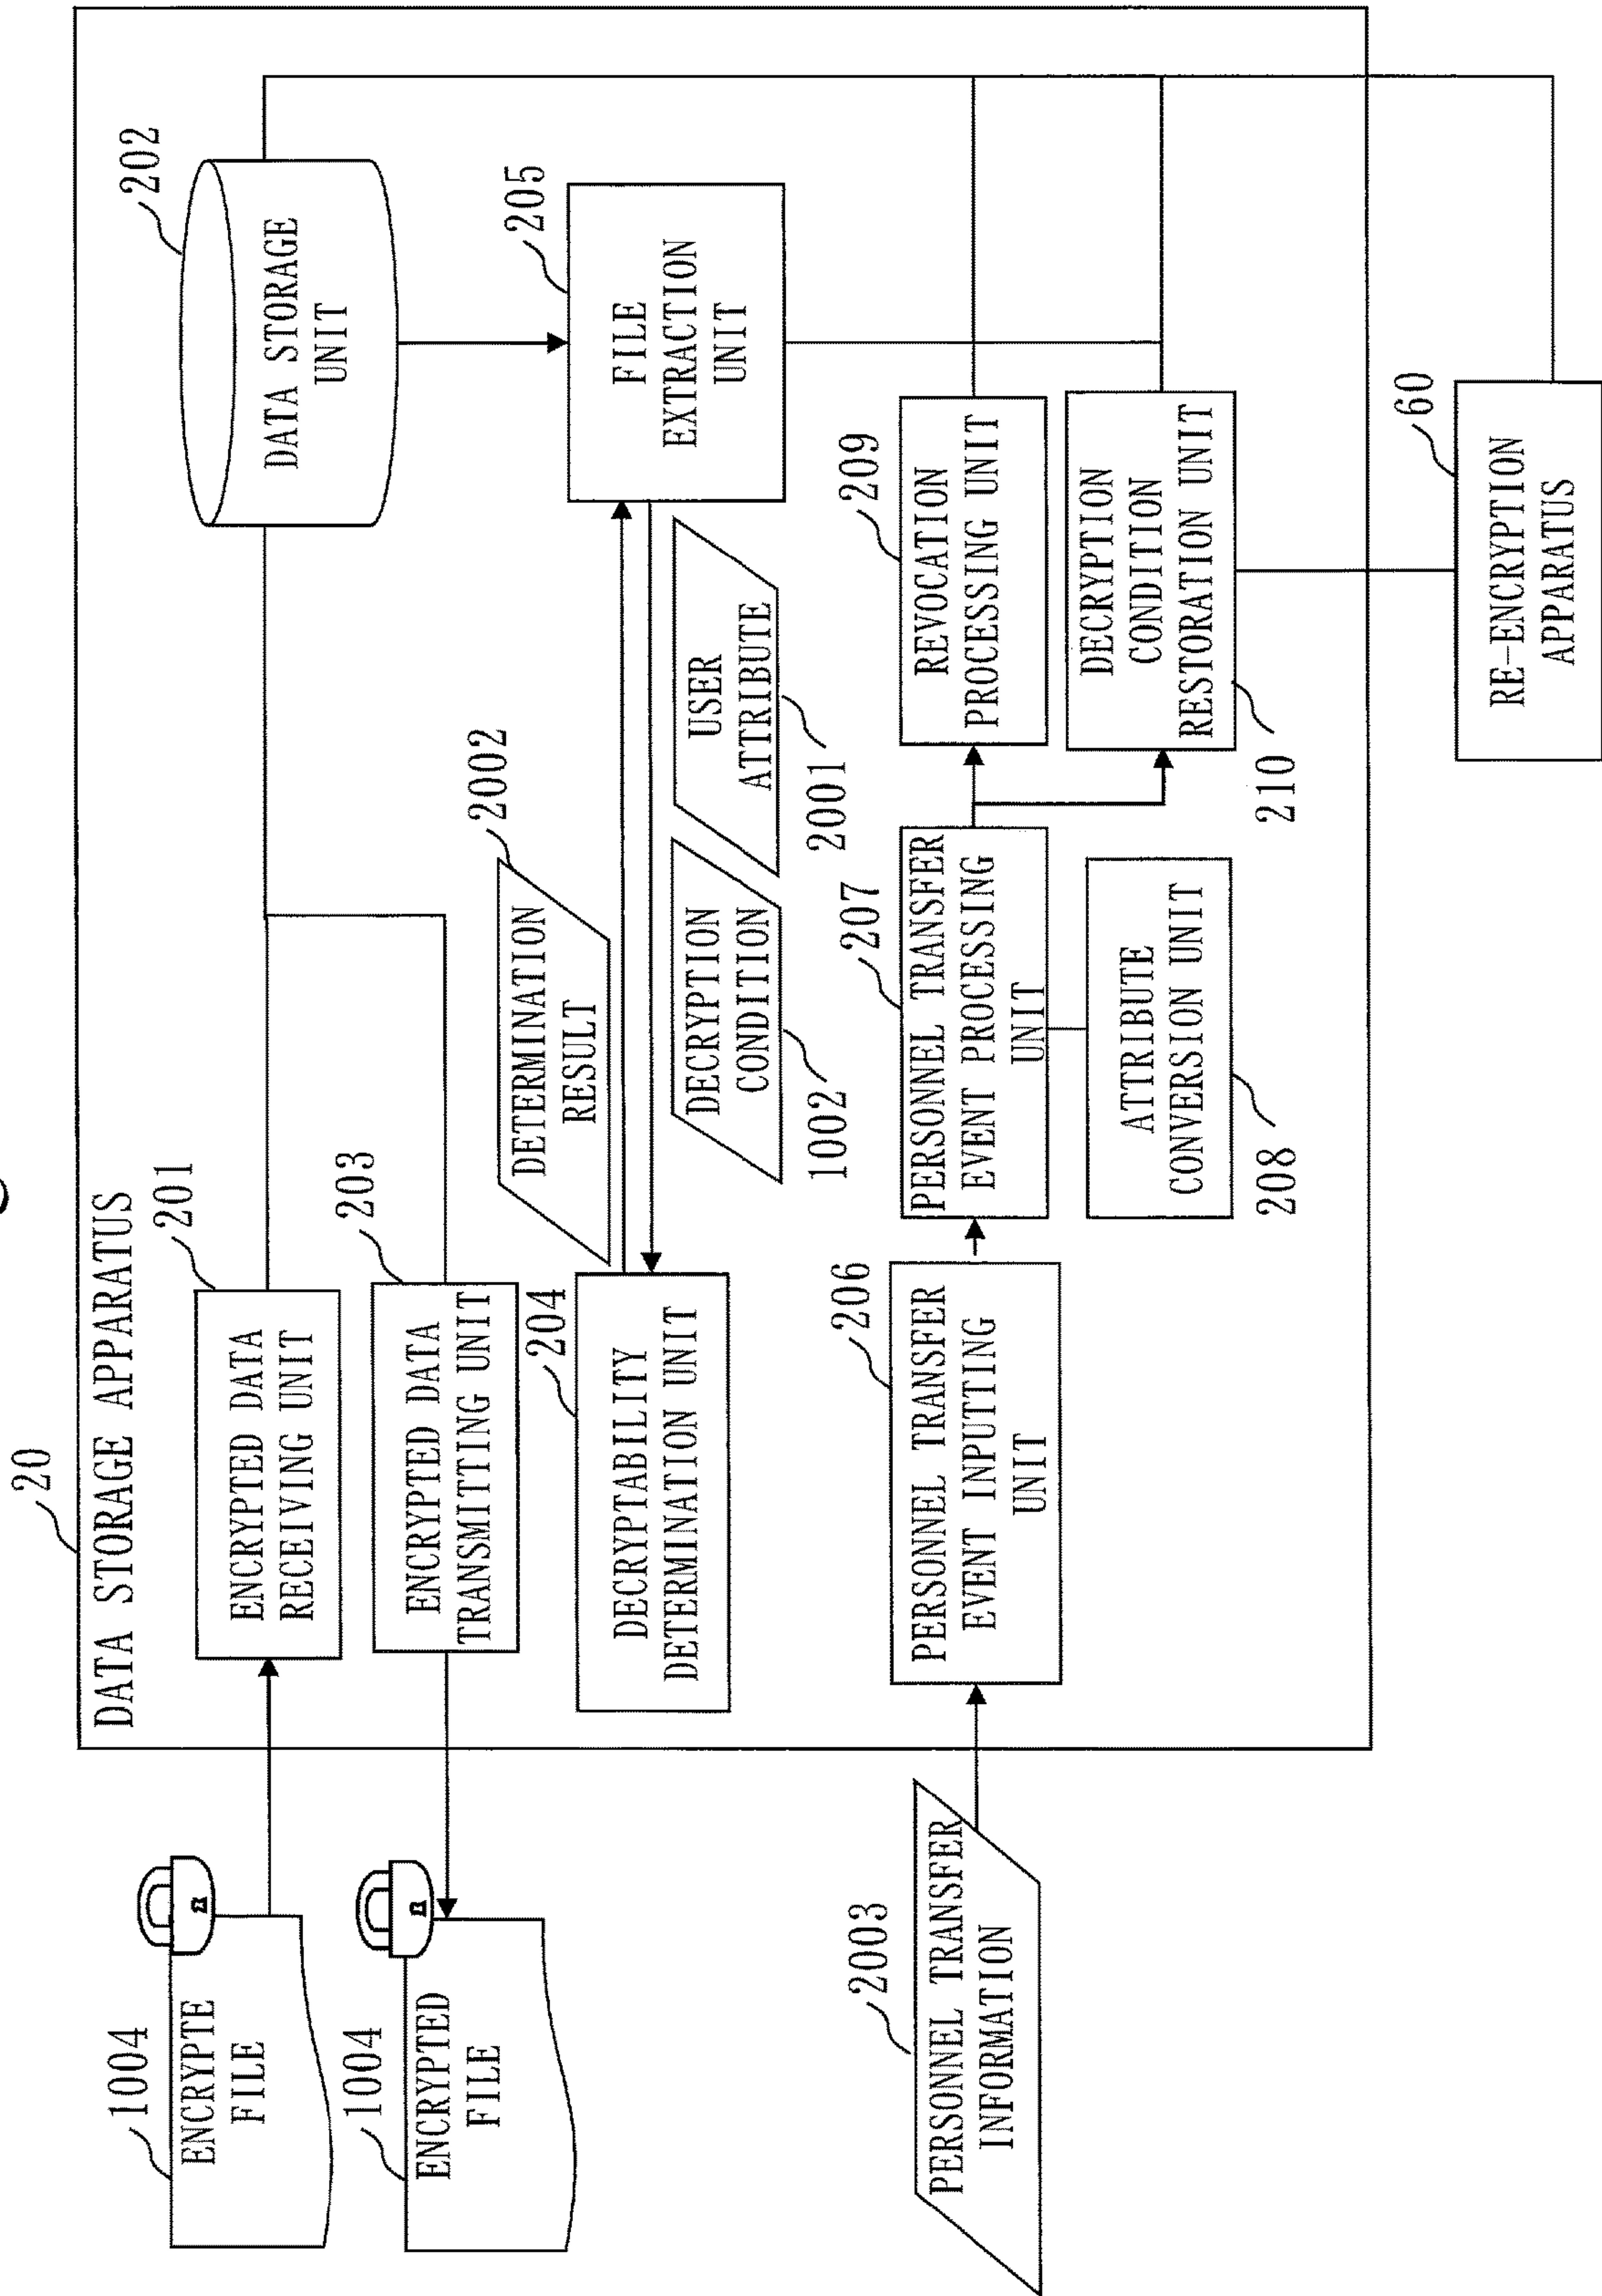 20
DATA STORAGE APPARATUS
1004
ENCRYPTE
FILE
201
ENCRYPTED DATA
RECEIVING UNIT
202
DATA STORAGE
UNIT
1004
ENCRYPTED
FILE
203
ENCRYPTED DATA
TRANSMITTING UNIT
2002
DETERMINATION
RESULT
204
DECRYPTABILITY
DETERMINATION UNIT
205
FILE
EXTRACTION
UNIT
DECRYPTION
CONDITION
1002
USER
ATTRIBUTE
2001
2003
PERSONNEL TRANSFER
INFORMATION
206
PERSONNEL TRANSFER
EVENT INPUTTING
UNIT
207
PERSONNEL TRANSFER
EVENT PROCESSING
UNIT
209
REVOCATION
PROCESSING UNIT
208
ATTRIBUTE
CONVERSION UNIT
210
DECRYPTION
CONDITION
RESTORATION UNIT
60
RE-ENCRYPTION
APPARATUS